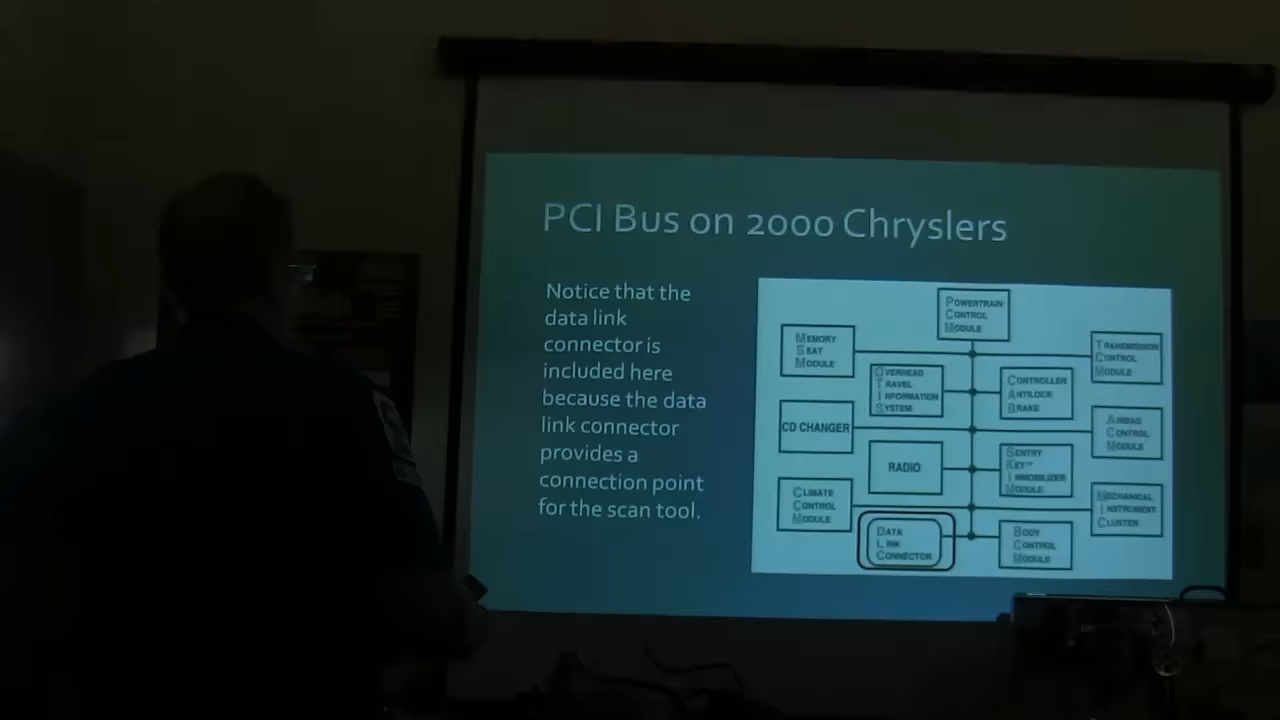 PCI Bus on 2000 Chryslers
Notice that the
data link
connector is
included here
because the data
link connector
provides a
connection point
for the scan tool.
POWERTRAIN
CONTROL
MODULE
MEMORY
SEAT
MODULE
TRANSMISSION
CONTROL
MODULE
OVERHEAD
TRAVEL
INFORMATION
SYSTEM
CONTROLLER
ANTILOCK
BRAKE
CD CHANGER
AIRBAG
CONTROL
MODULE
RADIO
SENTRY
KEY™
IMMOBILIZER
MODULE
CLIMATE
CONTROL
MODULE
MECHANICAL
INSTRUMENT
CLUSTER
DATA
LINK
CONNECTOR
BODY
CONTROL
MODULE